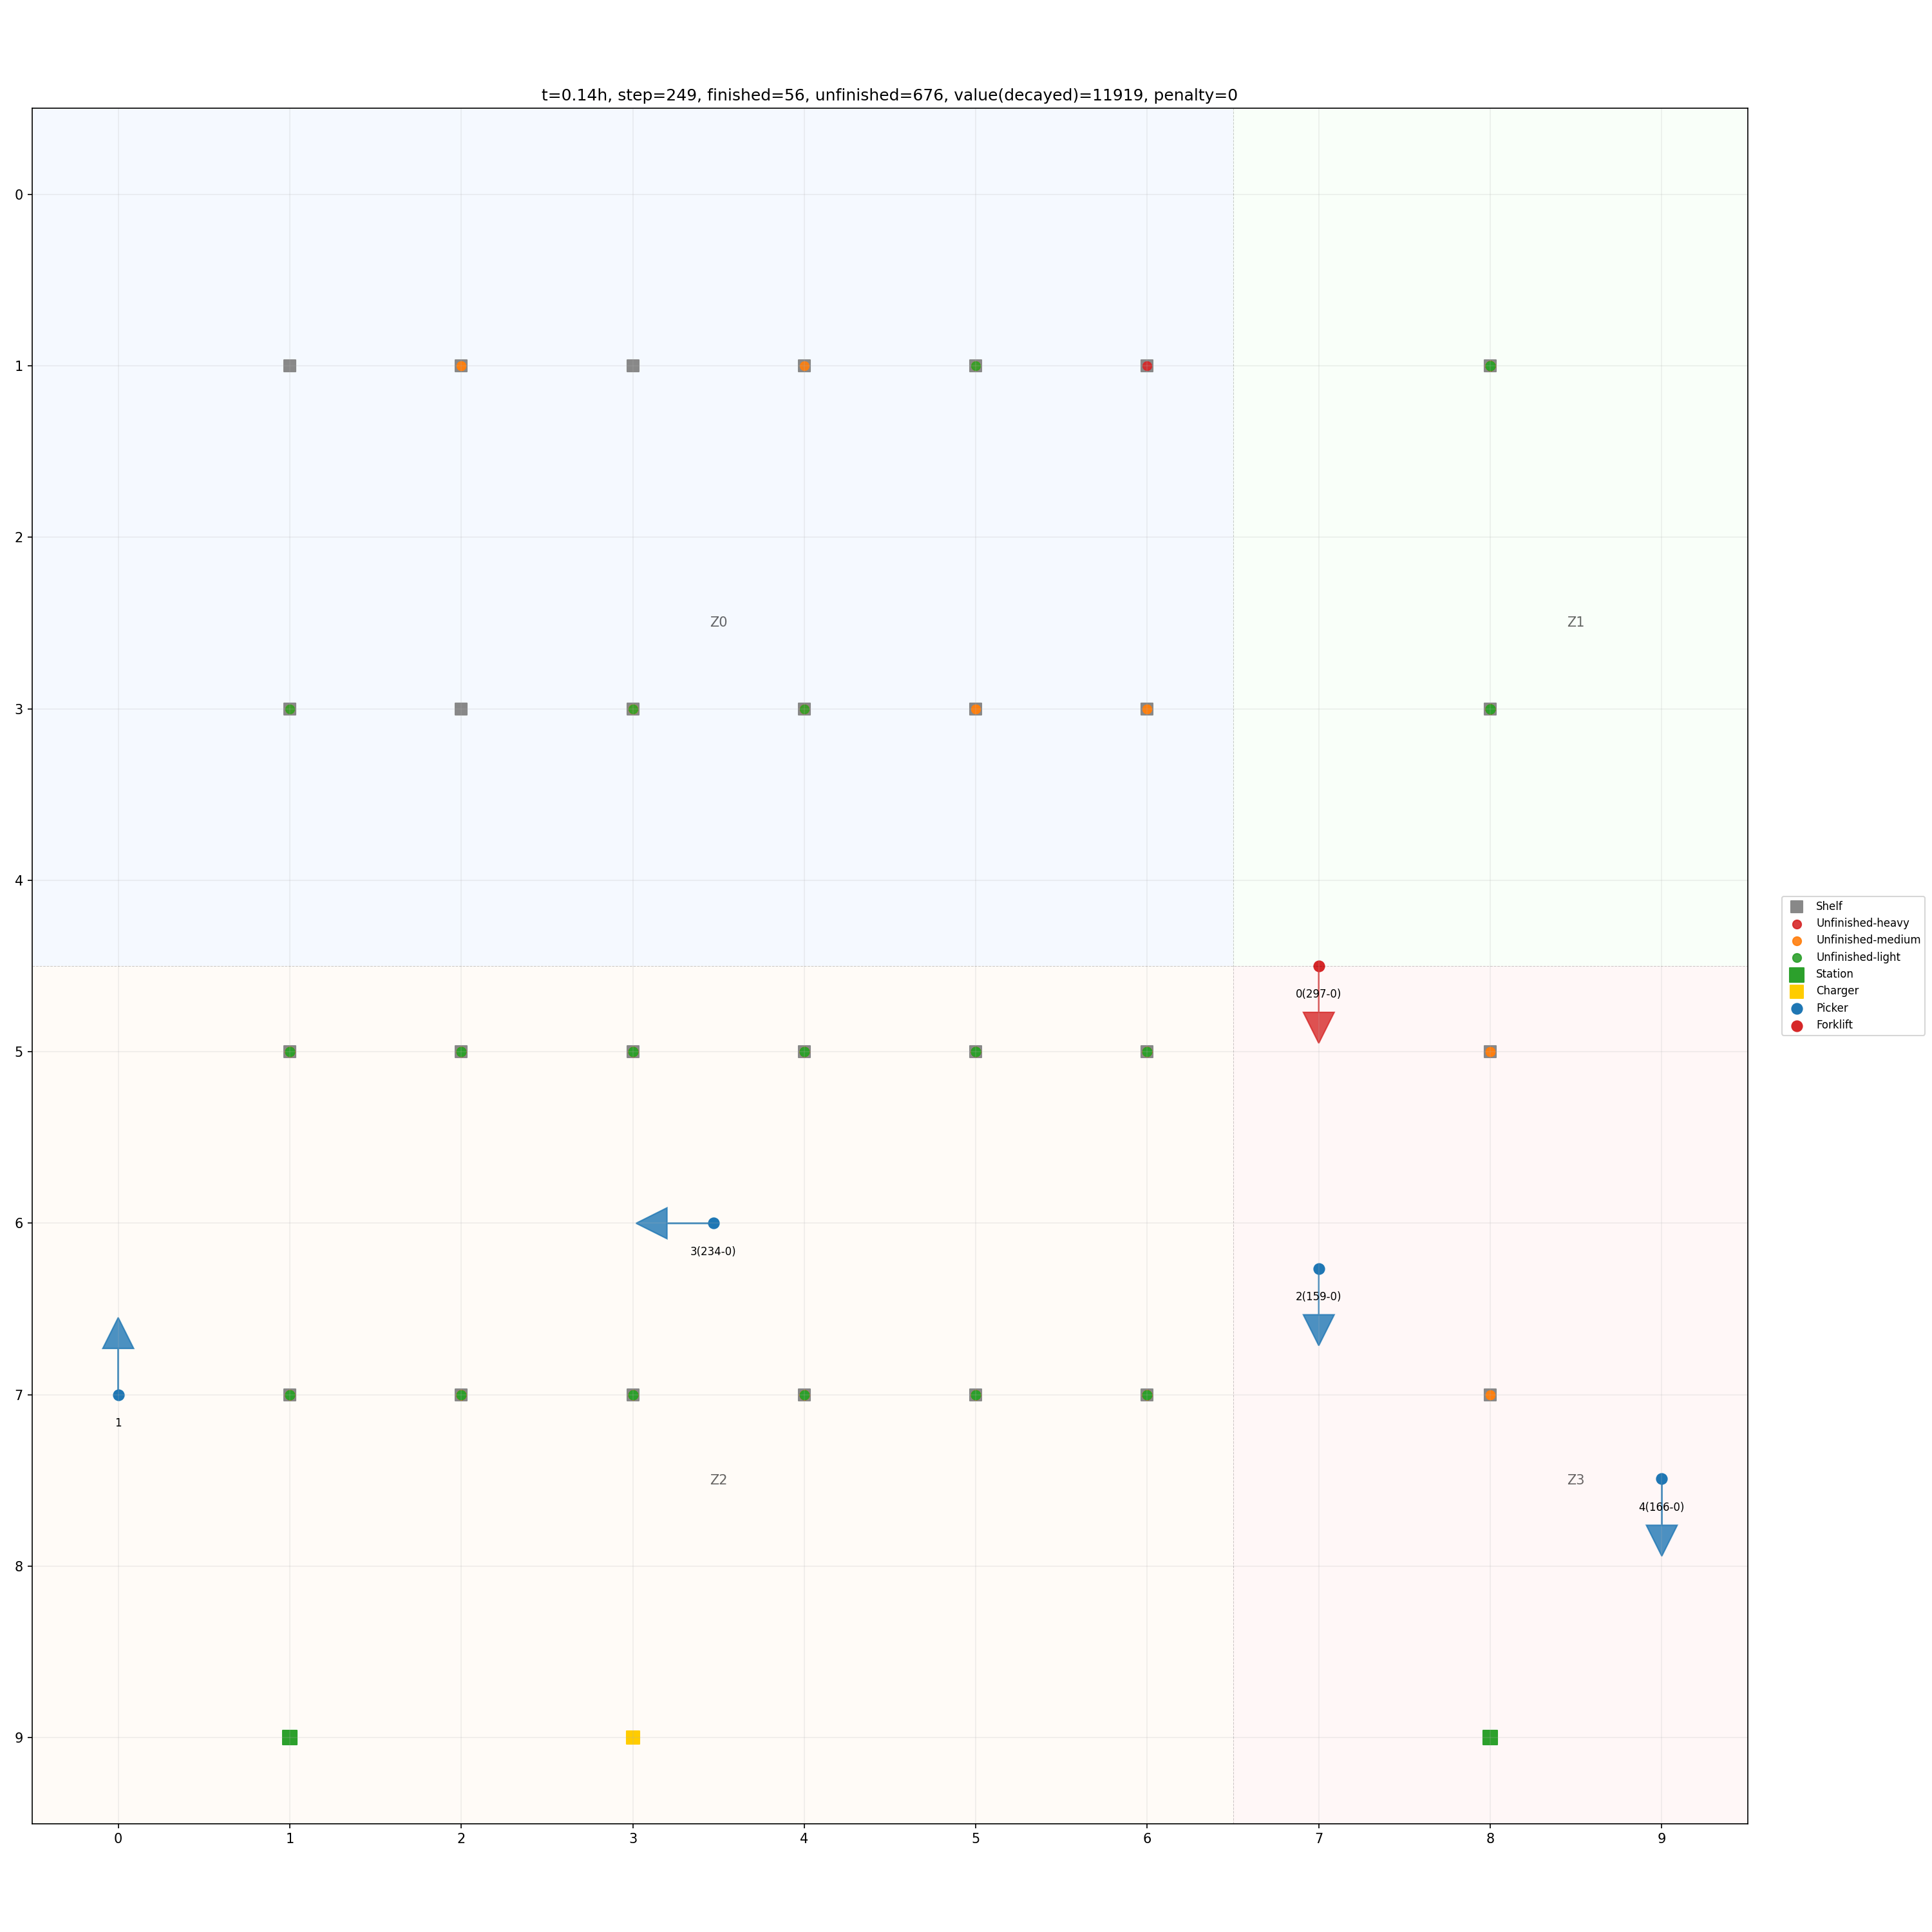 t=0.14h, step=249, finished=56, unfinished=676, value(decayed)=11919, penalty=0
0
1
2
Z0
Z1
3
4
Shelf
Unfinished-heavy
Unfinished-medium
Unfinished-light
Station
Charger
Picker
Forklift
0(297-0)
5
6
3(234-0)
2(159-0)
7
1
Z2
Z3
4(166-0)
8
9
0 1 2 3 4 5 6 7 8 9